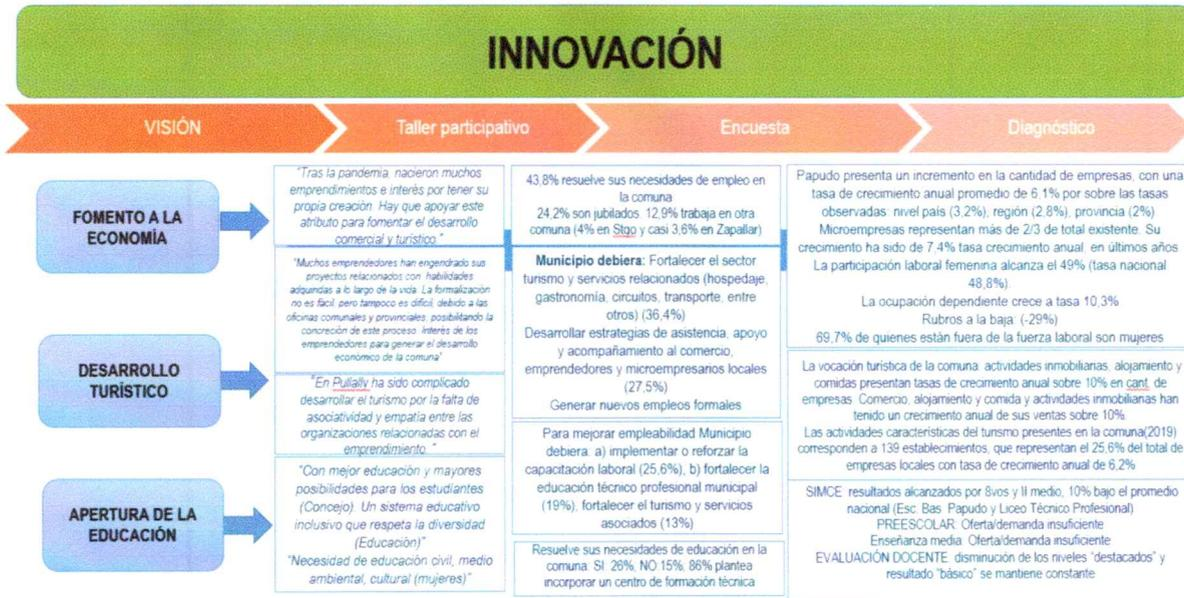 INNOVACIÓN
VISIÓN
Taller participativo
Encuesta
Diagnóstico
FOMENTO A LA
ECONOMÍA
"Tras la pandemia, nacieron muchos
emprendimientos e interés por tener su
propia creación. Hay que apoyar este
atributo para fomentar el desarrollo
comercial y turístico."
"Muchos emprendedores han engendrado sus
proyectos relacionados con habilidades
adquiridas a lo largo de la vida. La formalización
no es fácil, pero tampoco es difícil, debido a las
oficinas comunales y provinciales, posibilitando la
concreción de este proceso. Interés de los
emprendedores para generar el desarrollo
económico de la comuna"
43,8% resuelve sus necesidades de empleo en
la comuna
24,2% son jubilados. 12,9% trabaja en otra
comuna (4% en Stgo y casi 3,6% en Zapallar)
Municipio debiera: Fortalecer el sector
turismo y servicios relacionados (hospedaje,
gastronomía, circuitos, transporte, entre
otros) (36,4%)
Desarrollar estrategias de asistencia, apoyo
y acompañamiento al comercio,
emprendedores y microempresarios locales
(27,5%)
Generar nuevos empleos formales
Papudo presenta un incremento en la cantidad de empresas, con una
tasa de crecimiento anual promedio de 6,1% por sobre las tasas
observadas: nivel país (3,2%), región (2,8%), provincia (2%)
Microempresas representan más de 2/3 de total existente. Su
crecimiento ha sido de 7,4% tasa crecimiento anual, en últimos años
La participación laboral femenina alcanza el 49% (tasa nacional
48,8%).
La ocupación dependiente crece a tasa 10,3%
Rubros a la baja: (-29%)
69,7% de quienes están fuera de la fuerza laboral son mujeres
DESARROLLO
TURÍSTICO
"En Pullally ha sido complicado
desarrollar el turismo por la falta de
asociatividad y empatía entre las
organizaciones relacionadas con el
emprendimiento."
Para mejorar empleabilidad Municipio
debiera: a) implementar o reforzar la
capacitación laboral (25,6%), b) fortalecer la
educación técnico profesional municipal
(19%), fortalecer el turismo y servicios
asociados (13%)
La vocación turística de la comuna: actividades inmobiliarias, alojamiento y
comidas presentan tasas de crecimiento anual sobre 10% en cant. de
empresas. Comercio, alojamiento y comida y actividades inmobiliarias han
tenido un crecimiento anual de sus ventas sobre 10%.
Las actividades características del turismo presentes en la comuna(2019)
corresponden a 139 establecimientos, que representan el 25,6% del total de
empresas locales con tasa de crecimiento anual de 6,2%
APERTURA DE LA
EDUCACIÓN
"Con mejor educación y mayores
posibilidades para los estudiantes
(Concejo). Un sistema educativo
inclusivo que respeta la diversidad
(Educación)"
"Necesidad de educación civil, medio
ambiental, cultural (mujeres)"
Resuelve sus necesidades de educación en la
comuna: SI: 26%, NO:15%, 86% plantea
incorporar un centro de formación técnica
SIMCE: resultados alcanzados por 8vos y II medio, 10% bajo el promedio
nacional (Esc. Bas. Papudo y Liceo Técnico Profesional)
PREESCOLAR: Oferta/demanda insuficiente
Enseñanza media: Oferta/demanda insuficiente
EVALUACIÓN DOCENTE: disminución de los niveles "destacados" y
resultado "básico" se mantiene constante